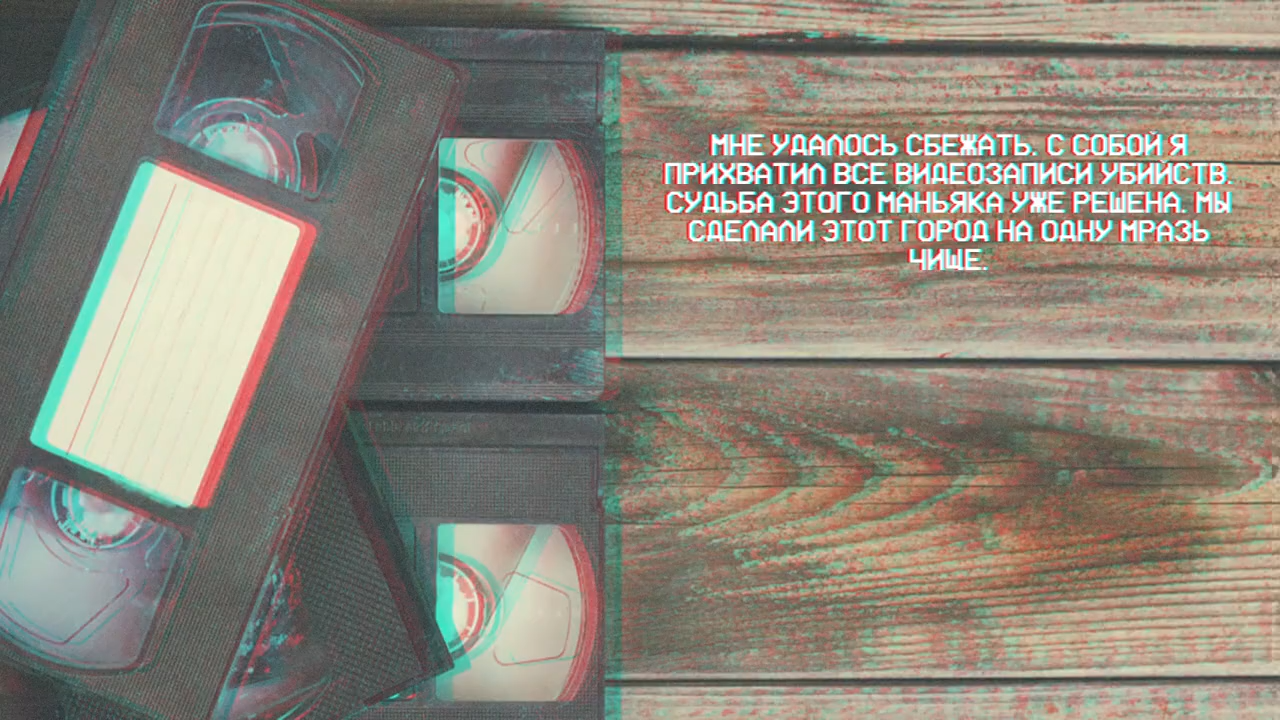 МНЕ УДАЛОСЬ СБЕЖАТЬ. С СОБОЙ Я
ПРИХВАТИЛ ВСЕ ВИДЕОЗАПИСИ УБИЙСТВ.
СУДЬБА ЭТОГО МАНЬЯКА УЖЕ РЕШЕНА. МЫ
СДЕЛАЛИ ЭТОТ ГОРОД НА ОДНУ МРАЗЬ
ЧИЩЕ.